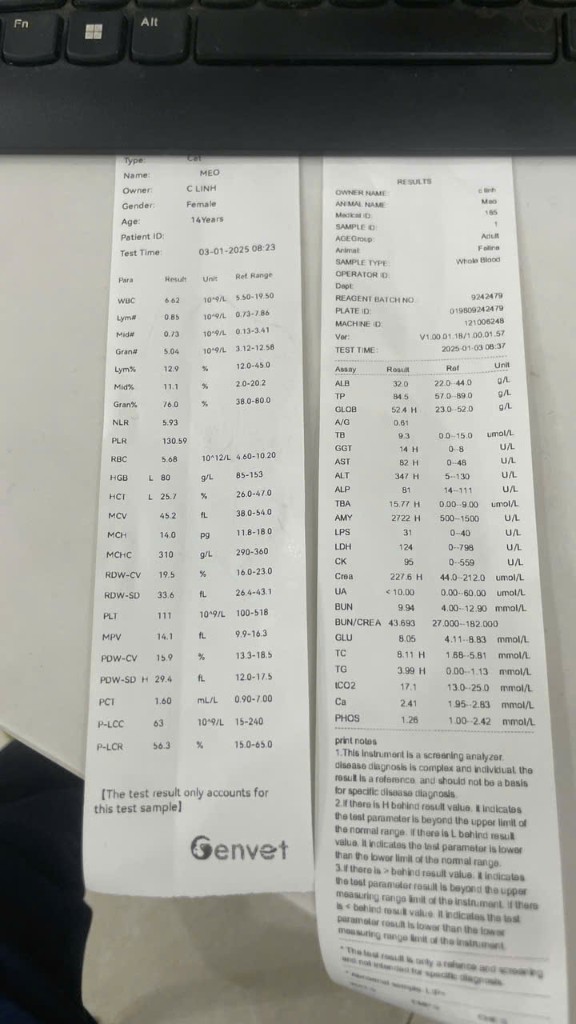 Fn
Alt
Type: Cat
Name: MEO
Owner: C LINH
Gender: Female
Age: 14Years
Patient ID:
Test Time: 03-01-2025 08:23
Para Result Unit Ref. Range
WBC 6.62 10^9/L 5.50-19.50
Lym# 0.85 10^9/L 0.73-7.86
Mid# 0.73 10^9/L 0.13-3.41
Gran# 5.04 10^9/L 3.12-12.58
Lym% 12.9 % 12.0-45.0
Mid% 11.1 % 2.0-20.2
Gran% 76.0 % 38.0-80.0
NLR 5.93
PLR 130.59
RBC 5.68 10^12/L 4.60-10.20
HGB L 80 g/L 85-153
HCT L 25.7 % 26.0-47.0
MCV 45.2 fL 38.0-54.0
MCH 14.0 pg 11.8-18.0
MCHC 310 g/L 290-360
RDW-CV 19.5 % 16.0-23.0
RDW-SD 33.6 fL 26.4-43.1
PLT 111 10^9/L 100-518
MPV 14.1 fL 9.9-16.3
PDW-CV 15.9 % 13.3-18.5
PDW-SD H 29.4 fL 12.0-17.5
PCT 1.60 mL/L 0.90-7.00
P-LCC 63 10^9/L 15-240
P-LCR 56.3 % 15.0-65.0
[The test result only accounts for
this test sample]
Genvet
RESULTS
OWNER NAME: c linh
ANIMAL NAME: Meo
Medical ID: 165
SAMPLE ID: 1
AGEGroup: Adult
Animal: Feline
SAMPLE TYPE: Whole Blood
OPERATOR ID:
Dept:
REAGENT BATCH NO. 9242479
PLATE ID: 019809242479
MACHINE ID: 121006248
Ver: V1.00.01.18/1.00.01.57
TEST TIME: 2025-01-03 08:37
Assay Result Ref Unit
ALB 32.0 22.0--44.0 g/L
TP 84.5 57.0--89.0 g/L
GLOB 52.4 H 23.0--52.0 g/L
A/G 0.61
TB 9.3 0.0--15.0 umol/L
GGT 14 H 0--8 U/L
AST 82 H 0--48 U/L
ALT 347 H 5--130 U/L
ALP 81 14--111 U/L
TBA 15.77 H 0.00--9.00 umol/L
AMY 2722 H 500--1500 U/L
LPS 31 0--40 U/L
LDH 124 0--798 U/L
CK 95 0--559 U/L
Crea 227.6 H 44.0--212.0 umol/L
UA < 10.00 0.00--60.00 umol/L
BUN 9.94 4.00--12.90 mmol/L
BUN/CREA 43.693 27.000--182.000
GLU 8.05 4.11--8.83 mmol/L
TC 8.11 H 1.68--5.81 mmol/L
TG 3.99 H 0.00--1.13 mmol/L
tCO2 17.1 13.0--25.0 mmol/L
Ca 2.41 1.95--2.83 mmol/L
PHOS 1.28 1.00--2.42 mmol/L
print notes
1.This Instrument is a screening analyzer.
disease diagnosis is complex and individual. the
result is a reference, and should not be a basis
for specific disease diagnosis.
2.if there is H behind result value. it indicates
the test parameter is beyond the upper limit of
the normal range. if there is L behind result
value. it indicates the test parameter is lower
than the lower limit of the normal range.
3.if there is > behind result value. it indicates
the test parameter result is beyond the upper
measuring range limit of the instrument. if there
is < behind result value. it indicates the test
parameter result is lower than the lower
measuring range limit of the instrument.
* The test result is only a reference and screening
and not intended for specific diagnosis.